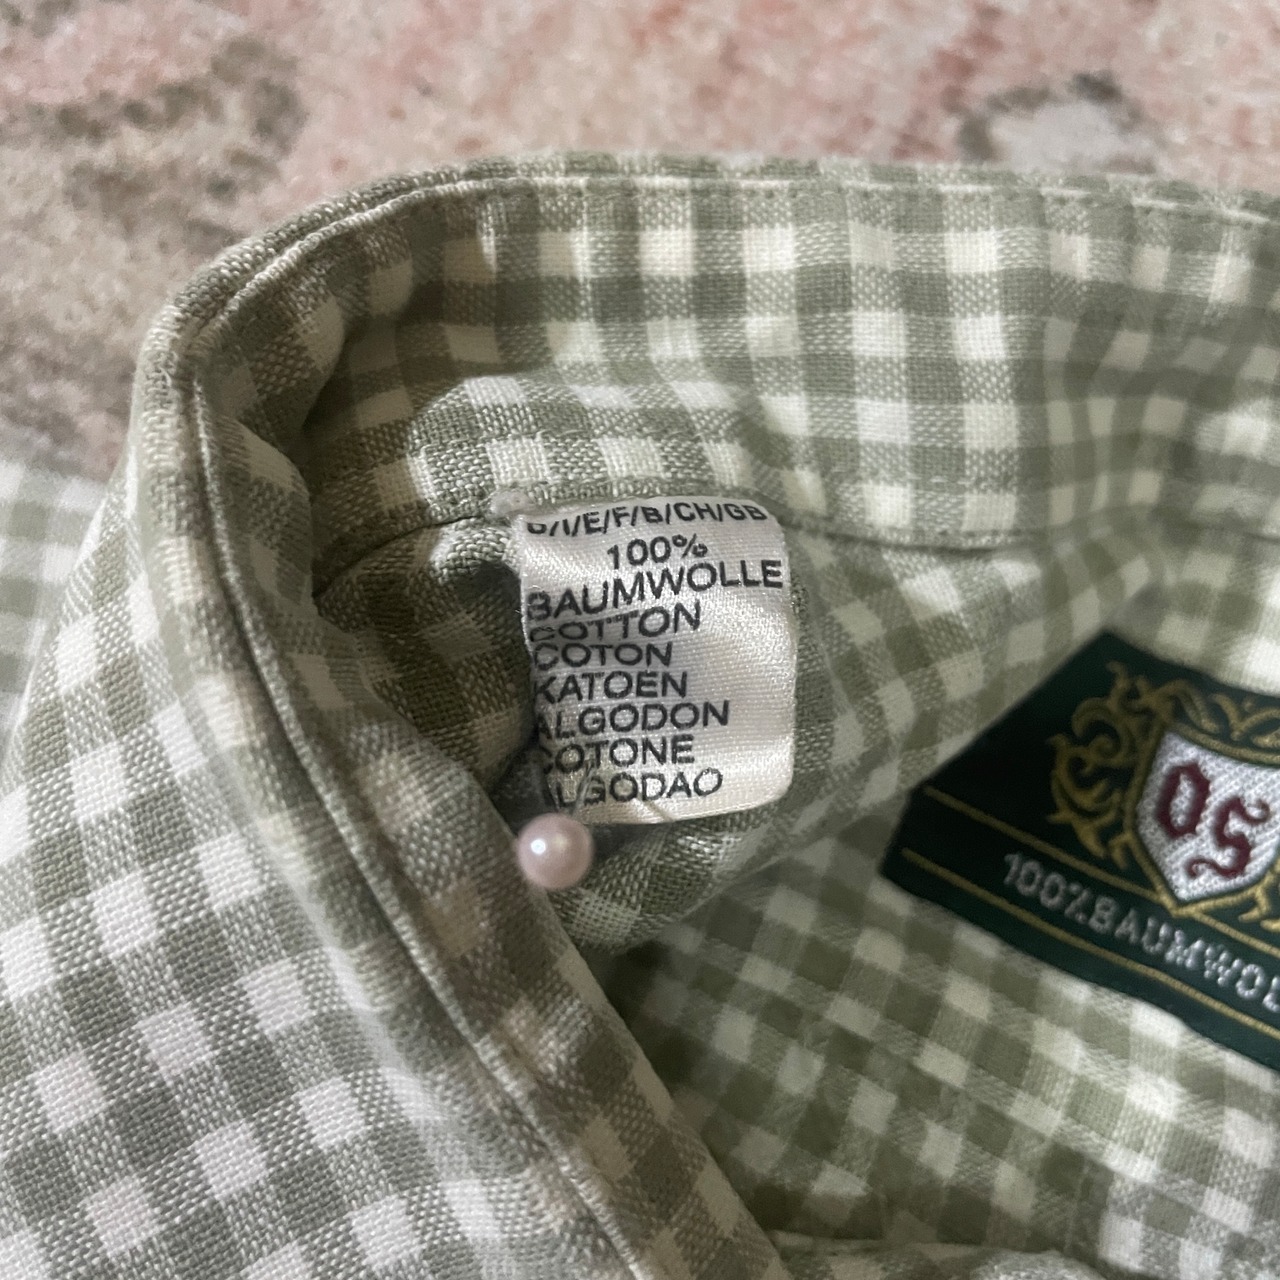 D/I/E/F/B/CH/GB
100%
BAUMWOLLE
COTTON
COTON
KATOEN
ALGODON
COTONE
ALGODAO
OS
100%BAUMWO